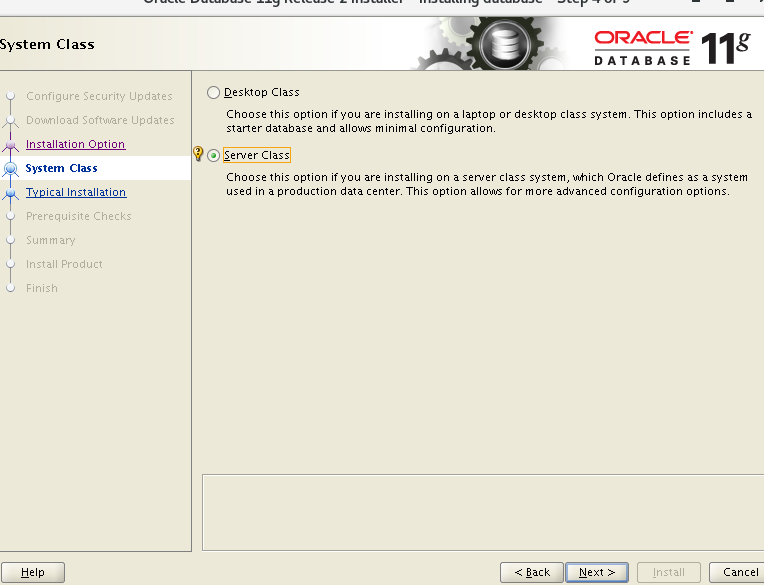 Oracle Database 11g Release 2 Installer - Installing database - Step 4 of 9
System Class
ORACLE
DATABASE
11g
Configure Security Updates
Download Software Updates
Installation Option
System Class
Typical Installation
Prerequisite Checks
Summary
Install Product
Finish
Desktop Class
Choose this option if you are installing on a laptop or desktop class system. This option includes a
starter database and allows minimal configuration.
Server Class
Choose this option if you are installing on a server class system, which Oracle defines as a system
used in a production data center. This option allows for more advanced configuration options.
Help
< Back
Next >
Install
Cancel